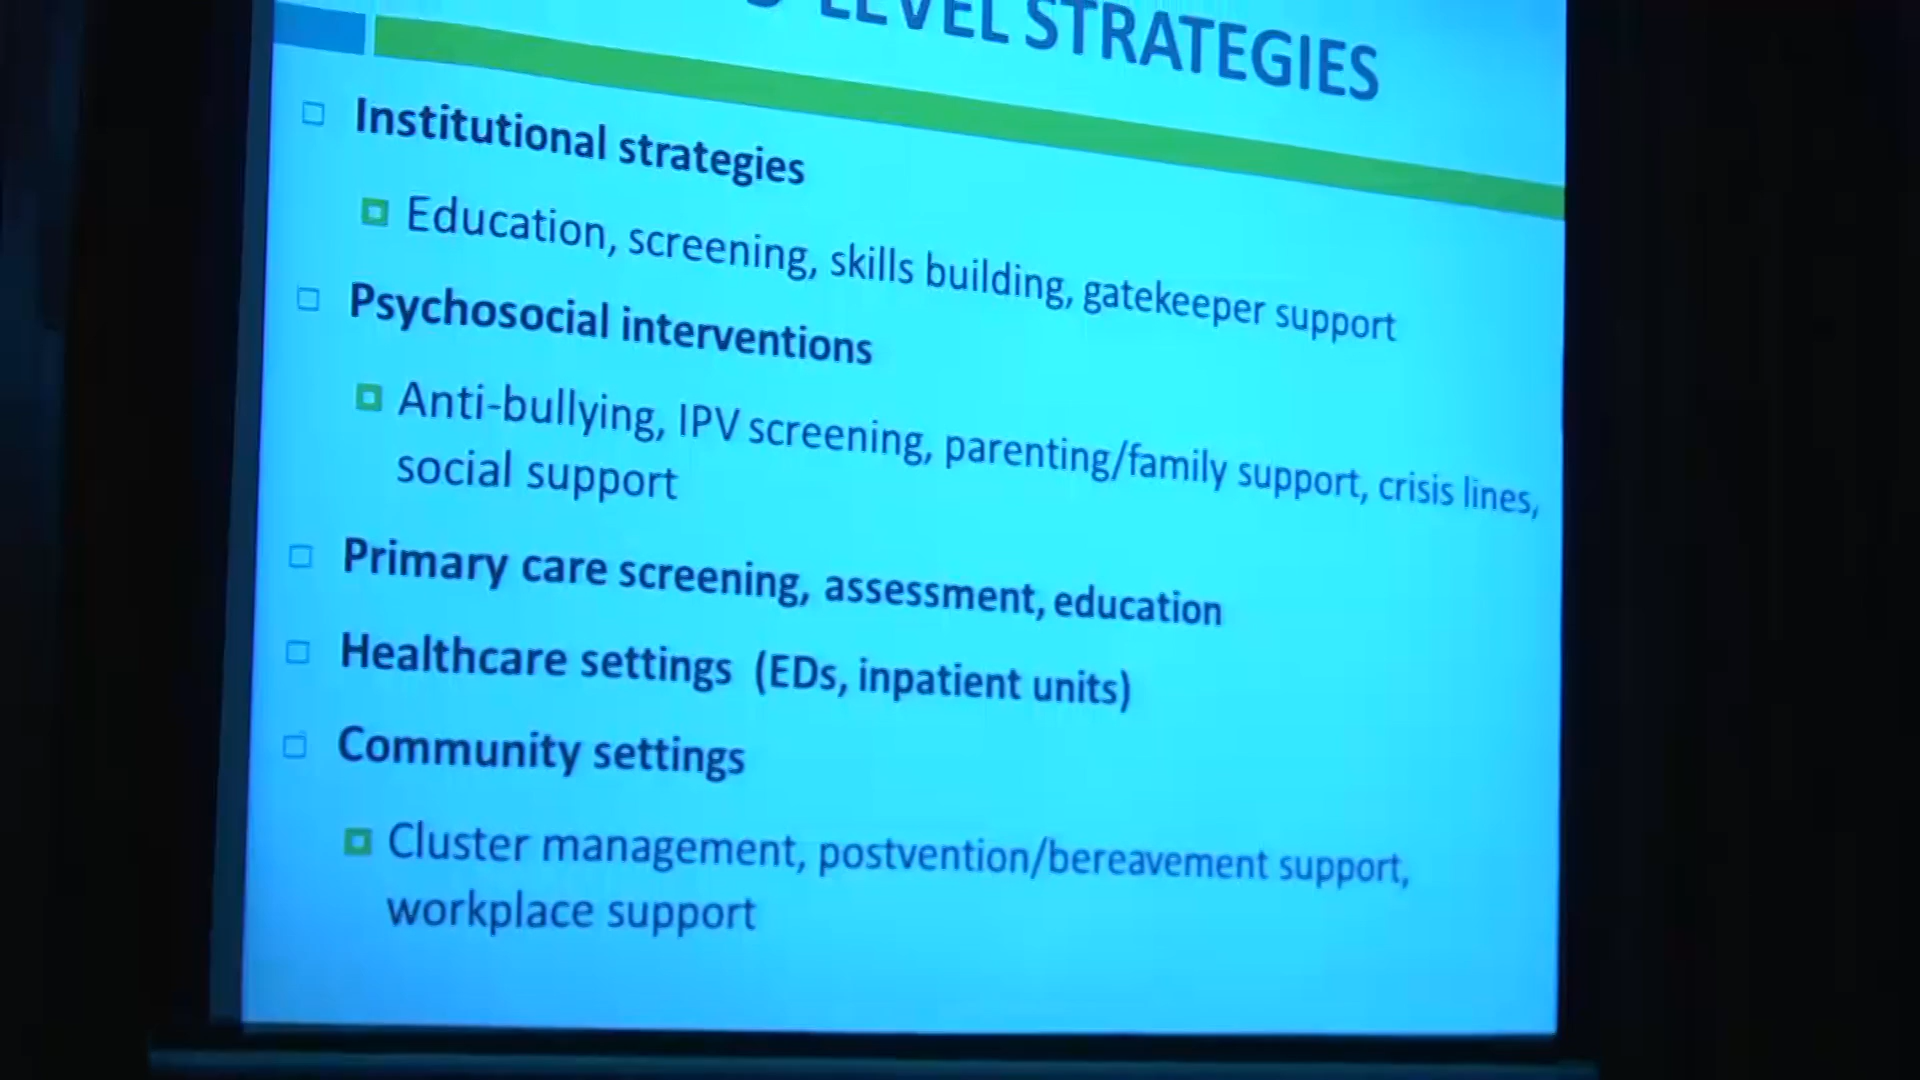 LEVEL STRATEGIES
Institutional strategies
Education, screening, skills building, gatekeeper support
Psychosocial interventions
Anti-bullying, IPV screening, parenting/family support, crisis lines,
social support
Primary care screening, assessment, education
Healthcare settings (EDs, inpatient units)
Community settings
Cluster management, postvention/bereavement support,
workplace support